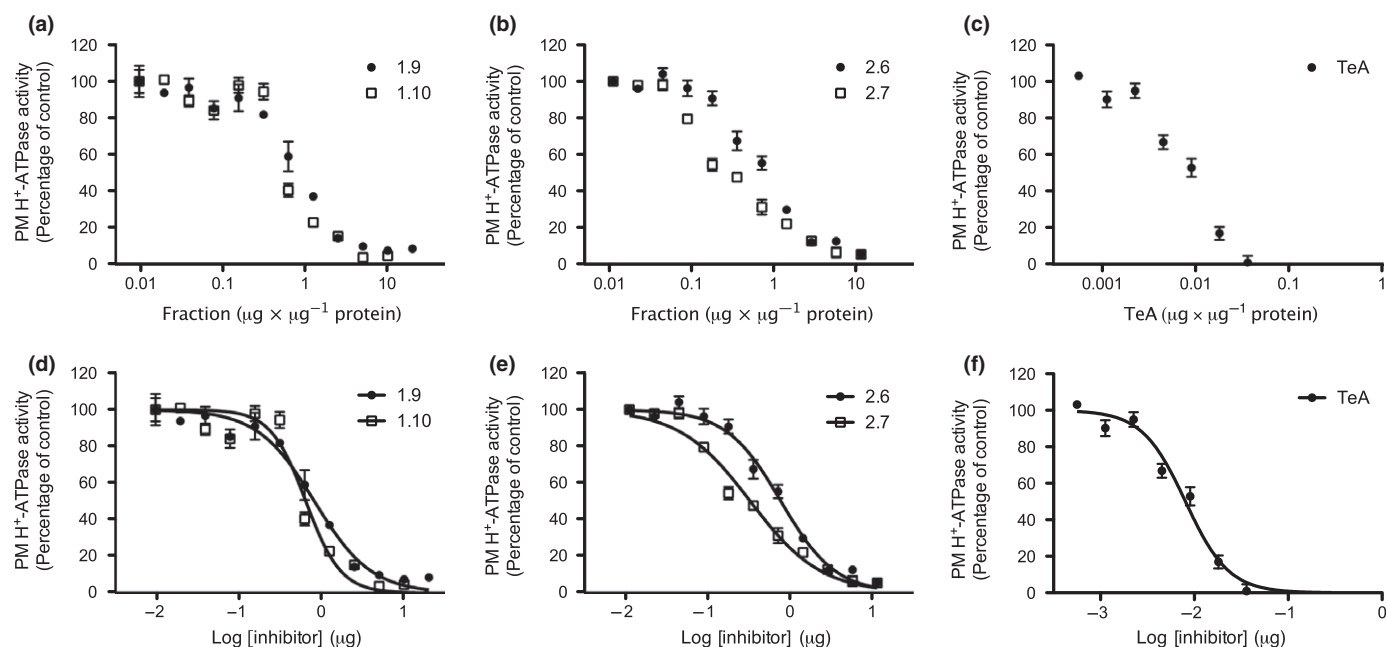 (a)
PM H⁺-ATPase activity
(Percentage of control)
120
100
80
60
40
20
0
1.9
1.10
0.01
0.1
1
10
Fraction (μg × μg⁻¹ protein)
(b)
PM H⁺-ATPase activity
(Percentage of control)
120
100
80
60
40
20
0
2.6
2.7
0.01
0.1
1
10
Fraction (μg × μg⁻¹ protein)
(c)
PM H⁺-ATPase activity
(Percentage of control)
120
100
80
60
40
20
0
TeA
0.001
0.01
0.1
1
TeA (μg × μg⁻¹ protein)
(d)
PM H⁺-ATPase activity
(Percentage of control)
120
100
80
60
40
20
0
1.9
1.10
−2
−1
0
1
Log [inhibitor] (μg)
(e)
PM H⁺-ATPase activity
(Percentage of control)
120
100
80
60
40
20
0
2.6
2.7
−2
−1
0
1
Log [inhibitor] (μg)
(f)
PM H⁺-ATPase activity
(Percentage of control)
120
100
80
60
40
20
0
TeA
−3
−2
−1
0
Log [inhibitor] (μg)